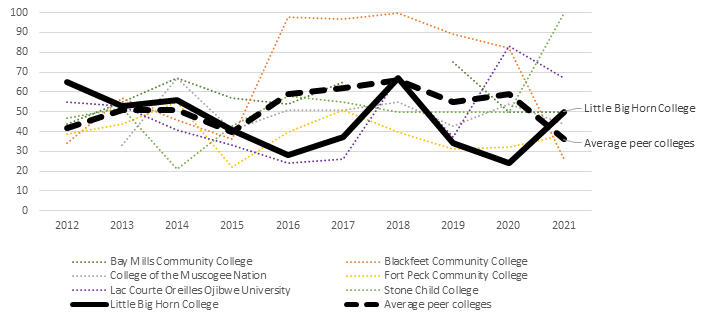 100
90
80
70
60
50
40
30
20
10
0
Little Big Horn College
Average peer colleges
2012 2013 2014 2015 2016 2017 2018 2019 2020 2021
Bay Mills Community College Blackfeet Community College
College of the Muscogee Nation Fort Peck Community College
Lac Courte Oreilles Ojibwe University Stone Child College
Little Big Horn College Average peer colleges